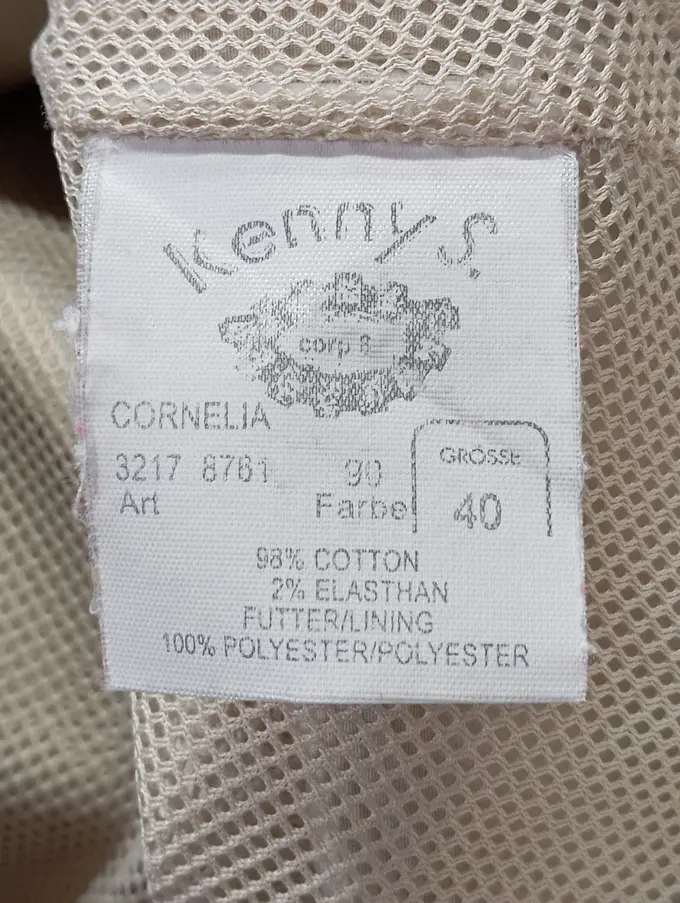 Kenny S.
corp
CORNELIA
GRÖSSE
3217 8761 90
40
Art Farbe
98% COTTON
2% ELASTHAN
FUTTER/LINING
100% POLYESTER/POLYESTER